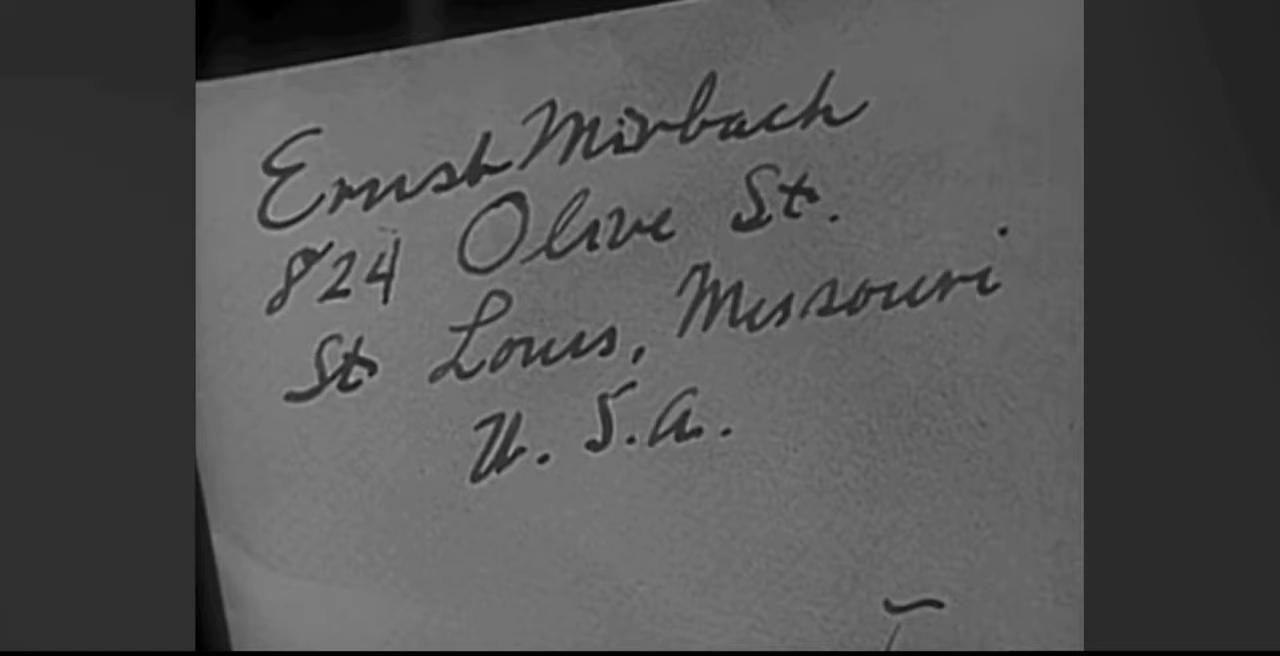 Ernst Mirbach
824 Olive St.
St Louis, Missouri
U. S. A.